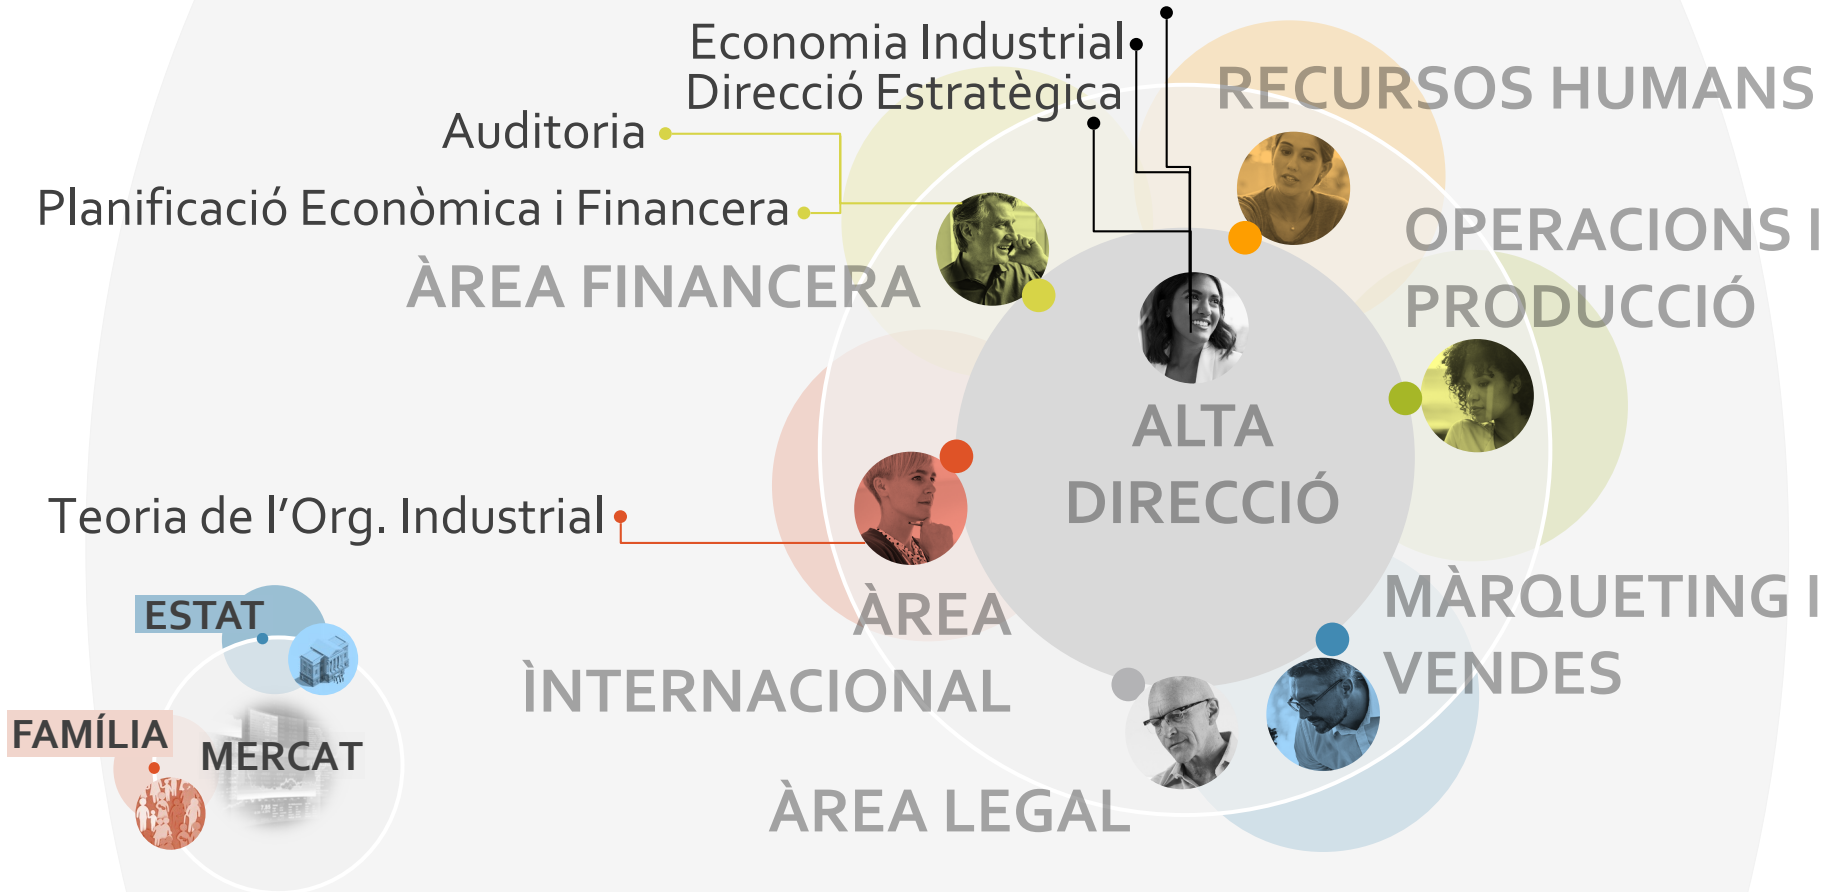 Economia Industrial
Direcció Estratègica
RECURSOS HUMANS
Auditoria
Planificació Econòmica i Financera
OPERACIONS I
PRODUCCIÓ
ÀREA FINANCERA
ALTA
DIRECCIÓ
Teoria de l’Org. Industrial
ÀREA
ÌNTERNACIONAL
MÀRQUETING I
VENDES
ÀREA LEGAL
ESTAT
FAMÍLIA
MERCAT